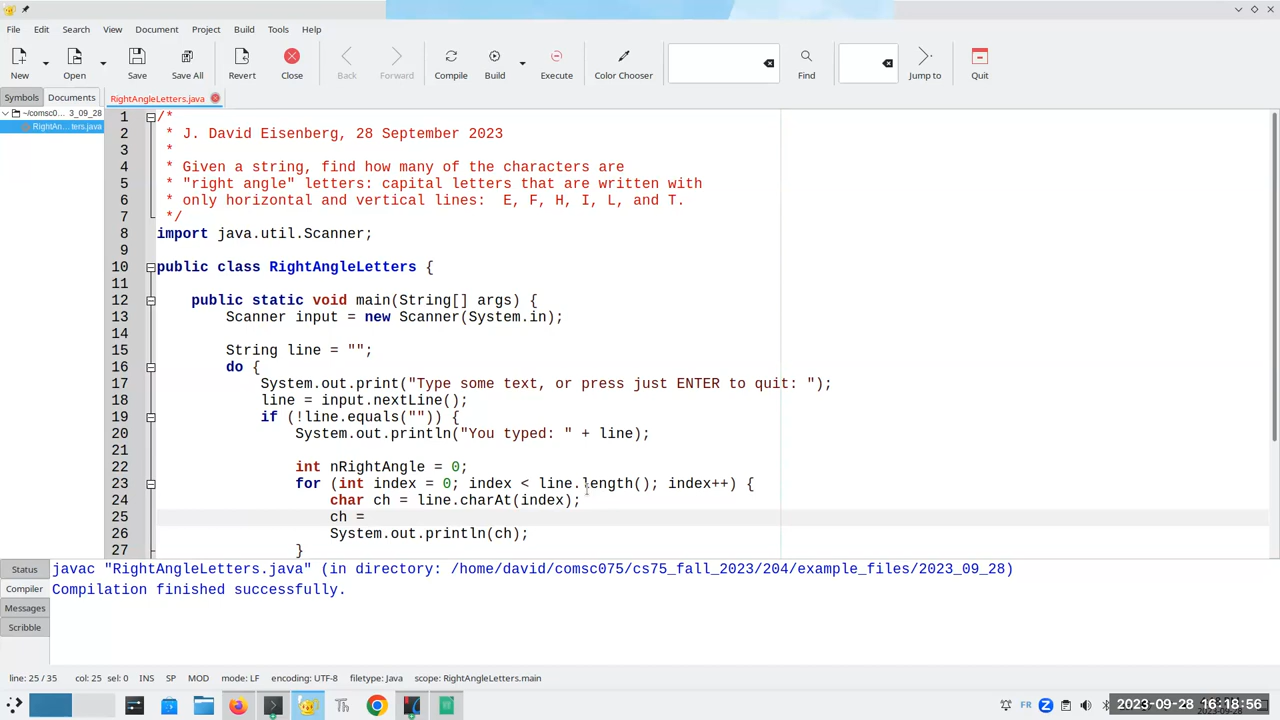 File Edit Search View Document Project Build Tools Help
New Open Save Save All Revert Close Back Forward Compile Build Execute Color Chooser Find Jump to Quit
Symbols Documents RightAngleLetters.java
~/comsc0... 3_09_28
RightAn... ters.java
1 /*
2 * J. David Eisenberg, 28 September 2023
3 *
4 * Given a string, find how many of the characters are
5 * "right angle" letters: capital letters that are written with
6 * only horizontal and vertical lines: E, F, H, I, L, and T.
7 */
8 import java.util.Scanner;
9
10 public class RightAngleLetters {
11
12 public static void main(String[] args) {
13 Scanner input = new Scanner(System.in);
14
15 String line = "";
16 do {
17 System.out.print("Type some text, or press just ENTER to quit: ");
18 line = input.nextLine();
19 if (!line.equals("")) {
20 System.out.println("You typed: " + line);
21
22 int nRightAngle = 0;
23 for (int index = 0; index < line.length(); index++) {
24 char ch = line.charAt(index);
25 ch =
26 System.out.println(ch);
27 }
Status
Compiler
Messages
Scribble
javac "RightAngleLetters.java" (in directory: /home/david/comsc075/cs75_fall_2023/204/example_files/2023_09_28)
Compilation finished successfully.
line: 25 / 35 col: 25 sel: 0 INS SP MOD mode: LF encoding: UTF-8 filetype: Java scope: RightAngleLetters.main
FR 2023-09-28 16:18:56